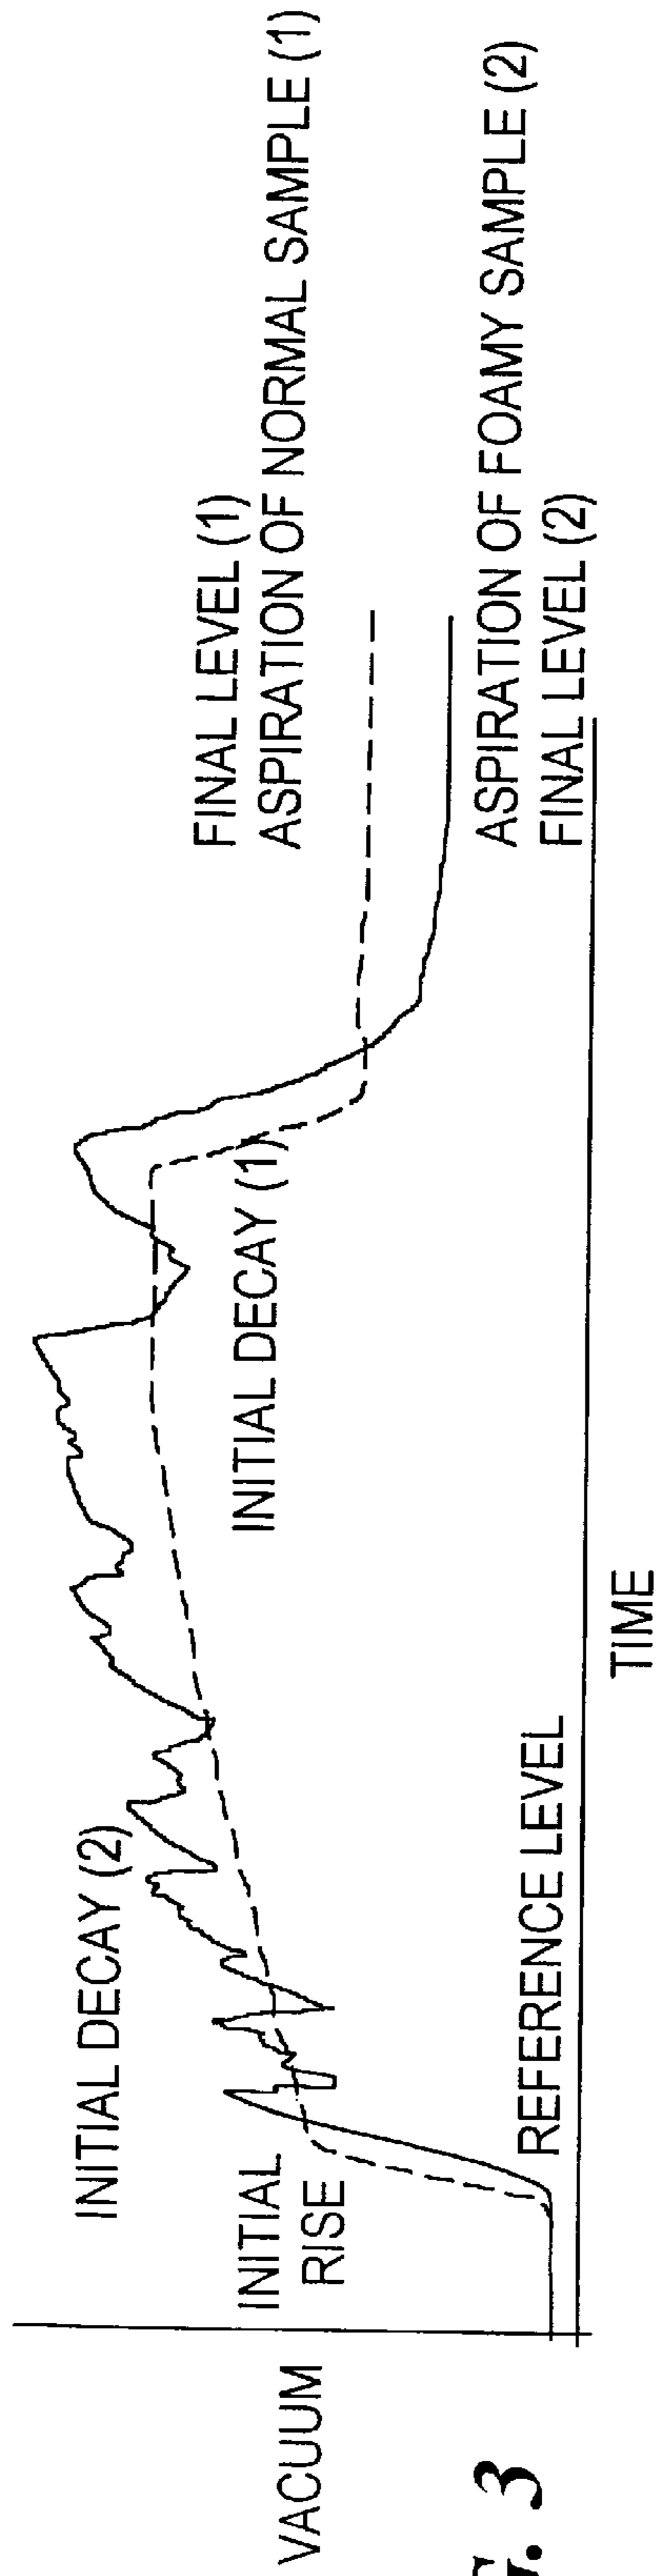 INITIAL DECAY (2)
FINAL LEVEL (1)
ASPIRATION OF NORMAL SAMPLE (1)
INITIAL
RISE
INITIAL DECAY (1)
VACUUM
ASPIRATION OF FOAMY SAMPLE (2)
FINAL LEVEL (2)
REFERENCE LEVEL
TIME
3